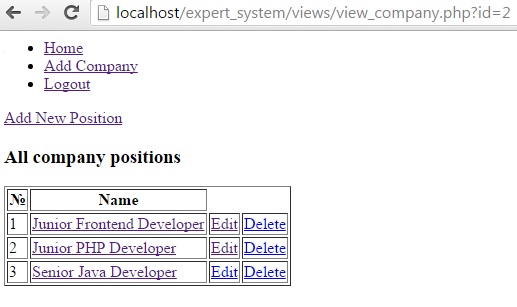 localhost/expert_system/views/view_company.php?id=2
Home
Add Company
Logout
Add New Position
All company positions
№ Name
1 Junior Frontend Developer Edit Delete
2 Junior PHP Developer Edit Delete
3 Senior Java Developer Edit Delete